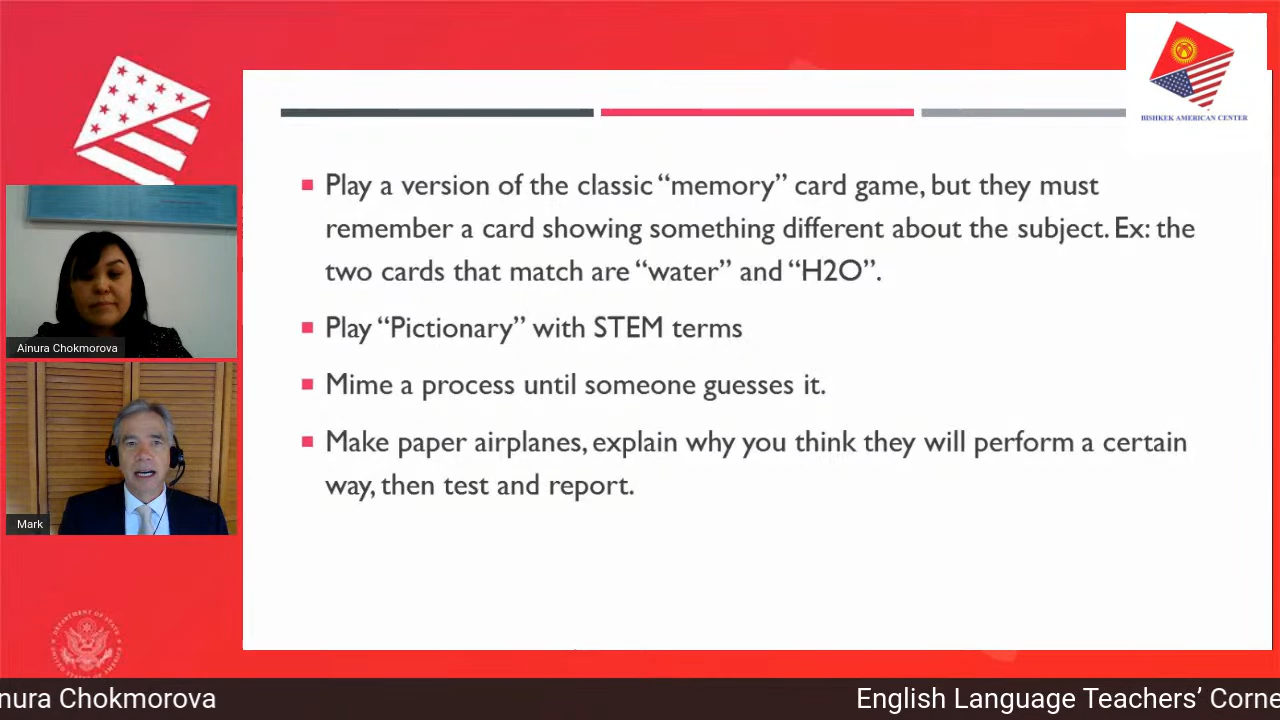 BISHKEK AMERICAN CENTER
Play a version of the classic “memory” card game, but they must
remember a card showing something different about the subject. Ex: the
two cards that match are “water” and “H2O”.
Play “Pictionary” with STEM terms
Mime a process until someone guesses it.
Make paper airplanes, explain why you think they will perform a certain
way, then test and report.
Ainura Chokmorova
Mark
DEPARTMENT OF STATE
nura Chokmorova
English Language Teachers’ Corne